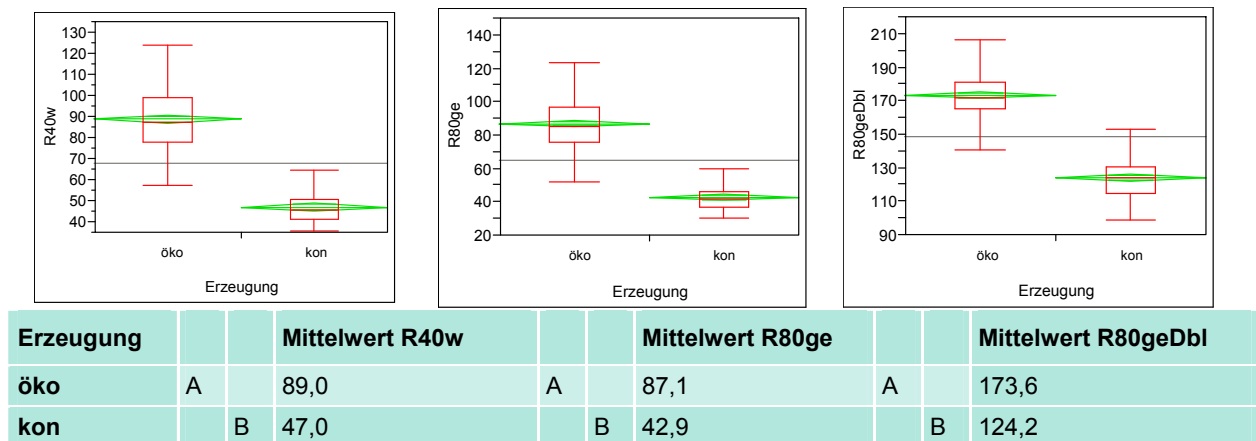 130
120
110
100
90
80
70
60
50
40
R40w
öko kon
Erzeugung
140
120
100
80
60
40
20
R80ge
öko kon
Erzeugung
210
190
170
150
130
110
90
R80geDbl
öko kon
Erzeugung
Erzeugung Mittelwert R40w Mittelwert R80ge Mittelwert R80geDbl
öko A 89,0 A 87,1 A 173,6
kon B 47,0 B 42,9 B 124,2